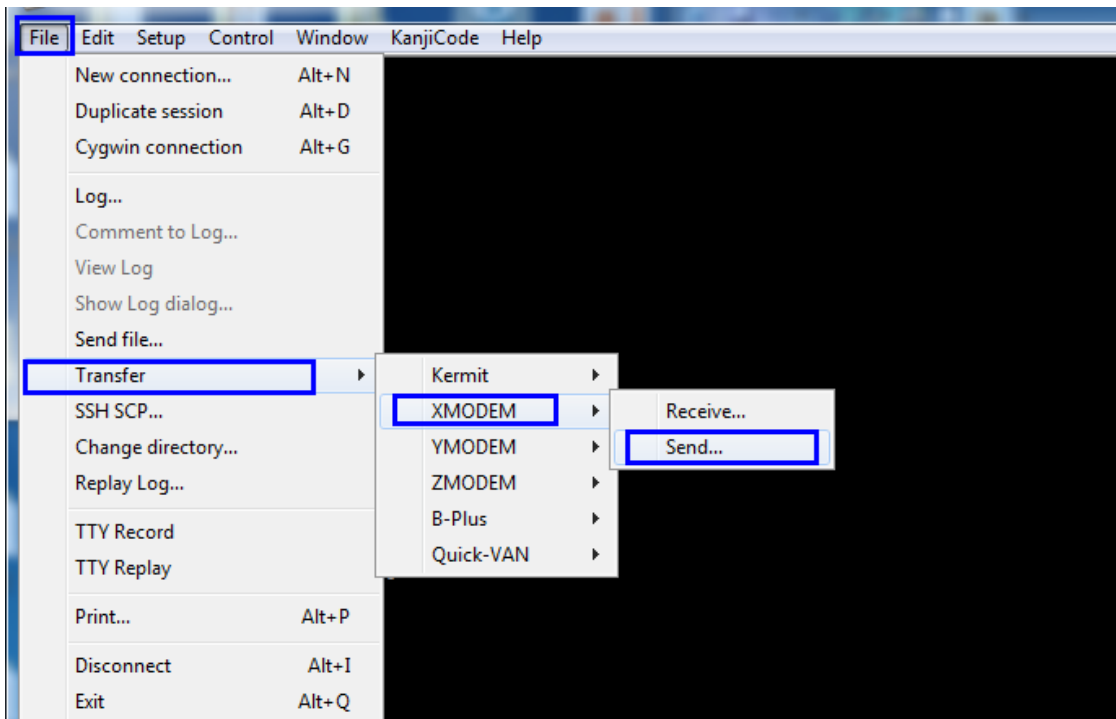 File Edit Setup Control Window KanjiCode Help
New connection... Alt+N
Duplicate session Alt+D
Cygwin connection Alt+G
Log...
Comment to Log...
View Log
Show Log dialog...
Send file...
Transfer
SSH SCP...
Change directory...
Replay Log...
TTY Record
TTY Replay
Print... Alt+P
Disconnect Alt+I
Exit Alt+Q
Kermit
XMODEM
YMODEM
ZMODEM
B-Plus
Quick-VAN
Receive...
Send...